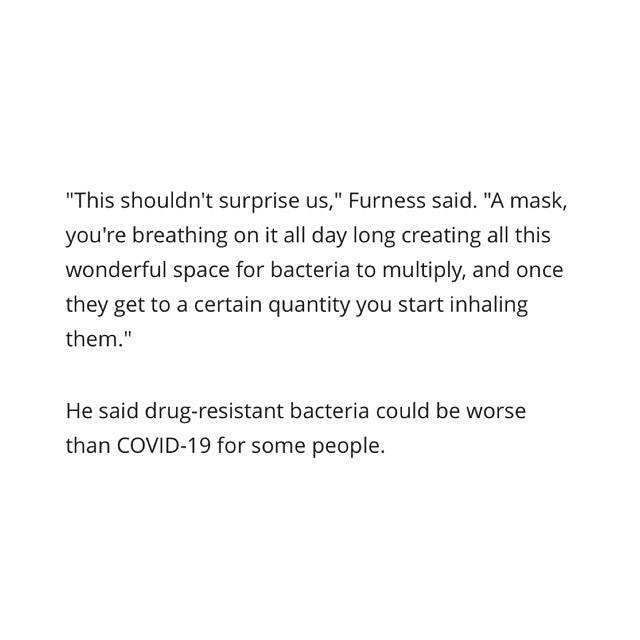 "This shouldn't surprise us," Furness said. "A mask,
you're breathing on it all day long creating all this
wonderful space for bacteria to multiply, and once
they get to a certain quantity you start inhaling
them."
He said drug-resistant bacteria could be worse
than COVID-19 for some people.